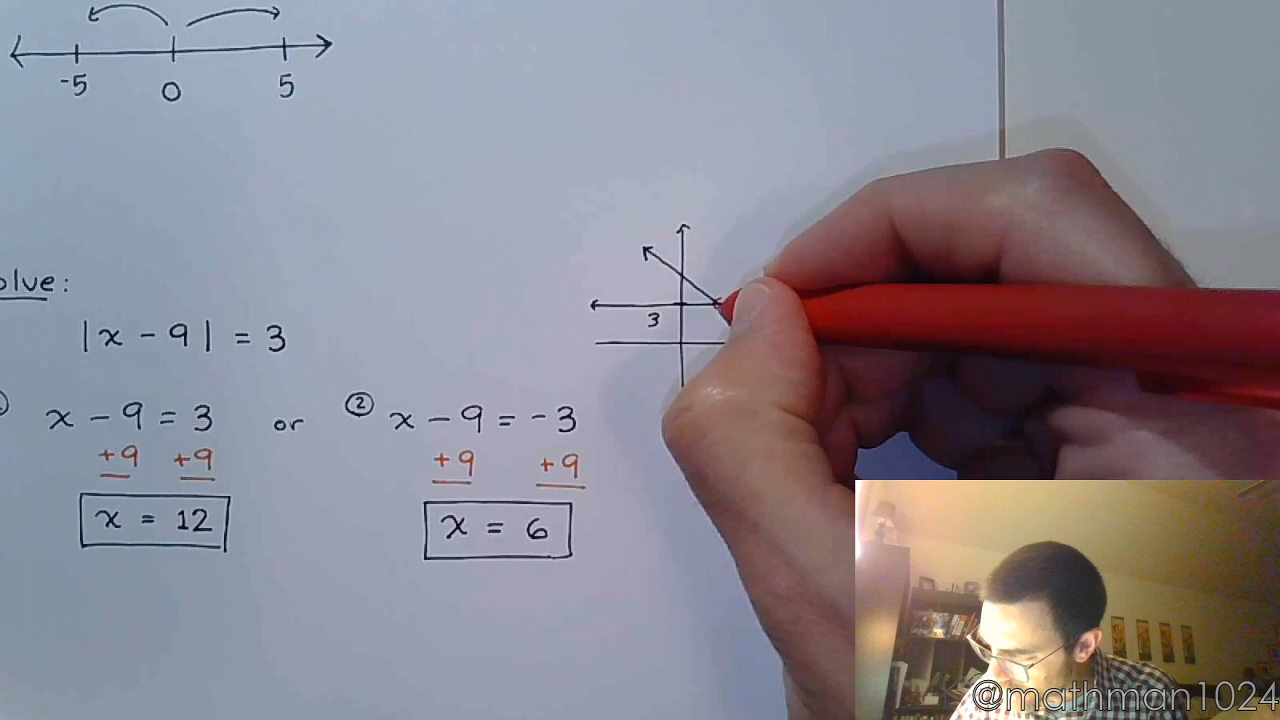 -5 0 5
olve:
|x - 9| = 3
x - 9 = 3 or ② x - 9 = -3
+9 +9 +9 +9
x = 12 x = 6
3
@mathman1024